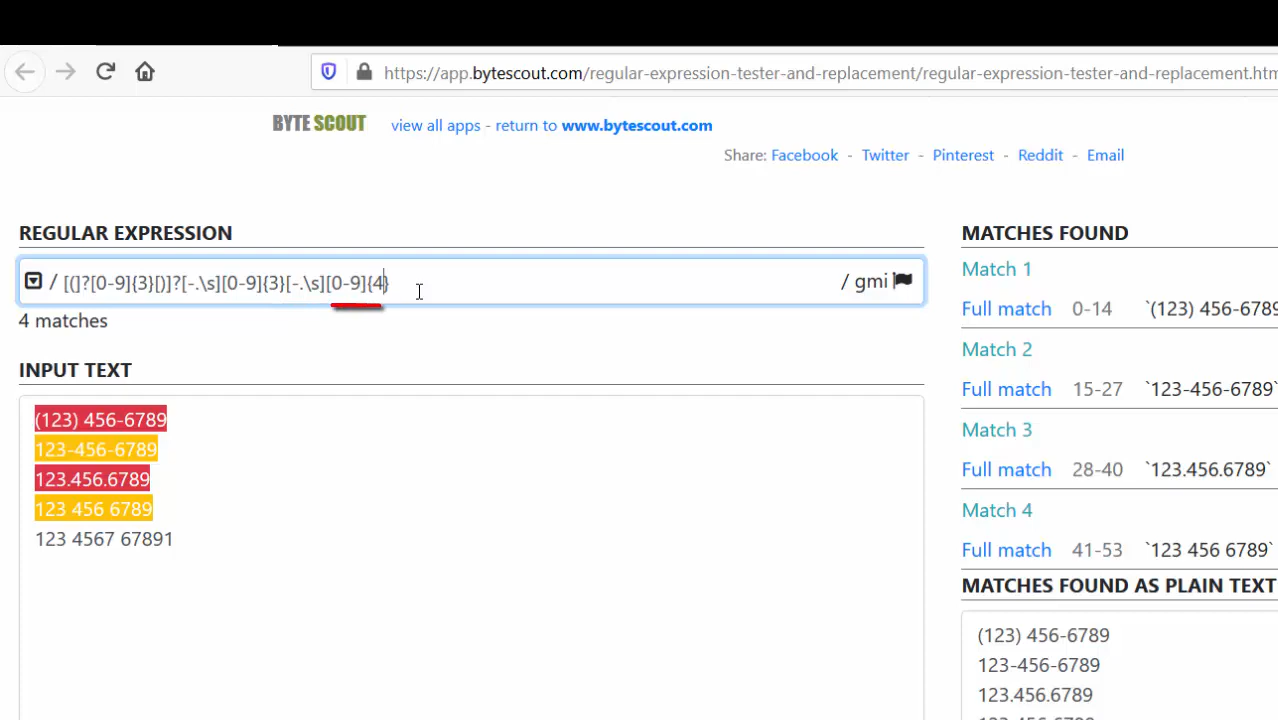 https://app.bytescout.com/regular-expression-tester-and-replacement/regular-expression-tester-and-replacement.htm
BYTE SCOUT view all apps - return to www.bytescout.com
Share: Facebook - Twitter - Pinterest - Reddit - Email
REGULAR EXPRESSION
/ [(]?[0-9]{3}[)]?[-.\s][0-9]{3}[-.\s][0-9]{4} / gmi
4 matches
INPUT TEXT
(123) 456-6789
123-456-6789
123.456.6789
123 456 6789
123 4567 67891
MATCHES FOUND
Match 1
Full match 0-14 `(123) 456-6789
Match 2
Full match 15-27 `123-456-6789`
Match 3
Full match 28-40 `123.456.6789`
Match 4
Full match 41-53 `123 456 6789`
MATCHES FOUND AS PLAIN TEXT
(123) 456-6789
123-456-6789
123.456.6789
123 456 6789